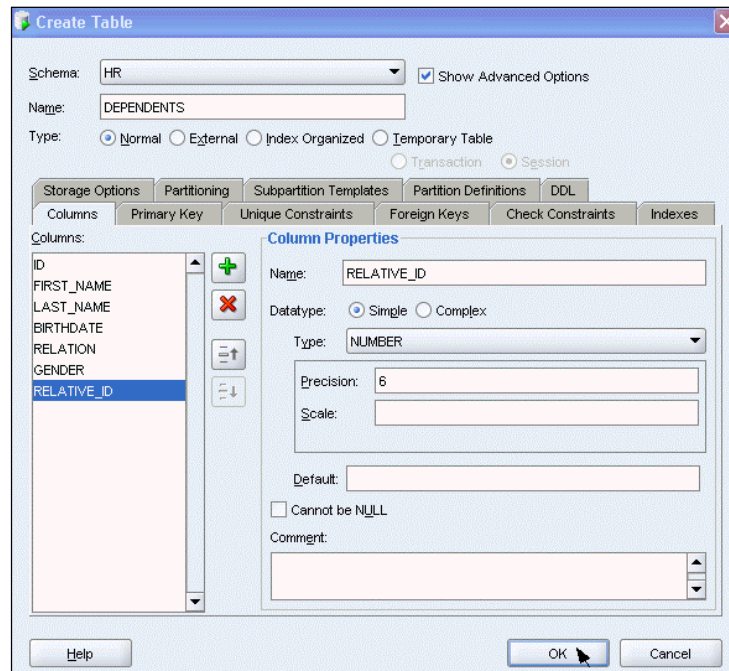 Create Table
Schema: HR Show Advanced Options
Name: DEPENDENTS
Type: Normal External Index Organized Temporary Table
Transaction Session
Storage Options Partitioning Subpartition Templates Partition Definitions DDL
Columns Primary Key Unique Constraints Foreign Keys Check Constraints Indexes
Columns:
ID
FIRST_NAME
LAST_NAME
BIRTHDATE
RELATION
GENDER
RELATIVE_ID
Column Properties
Name: RELATIVE_ID
Datatype: Simple Complex
Type: NUMBER
Precision: 6
Scale:
Default:
Cannot be NULL
Comment:
Help OK Cancel